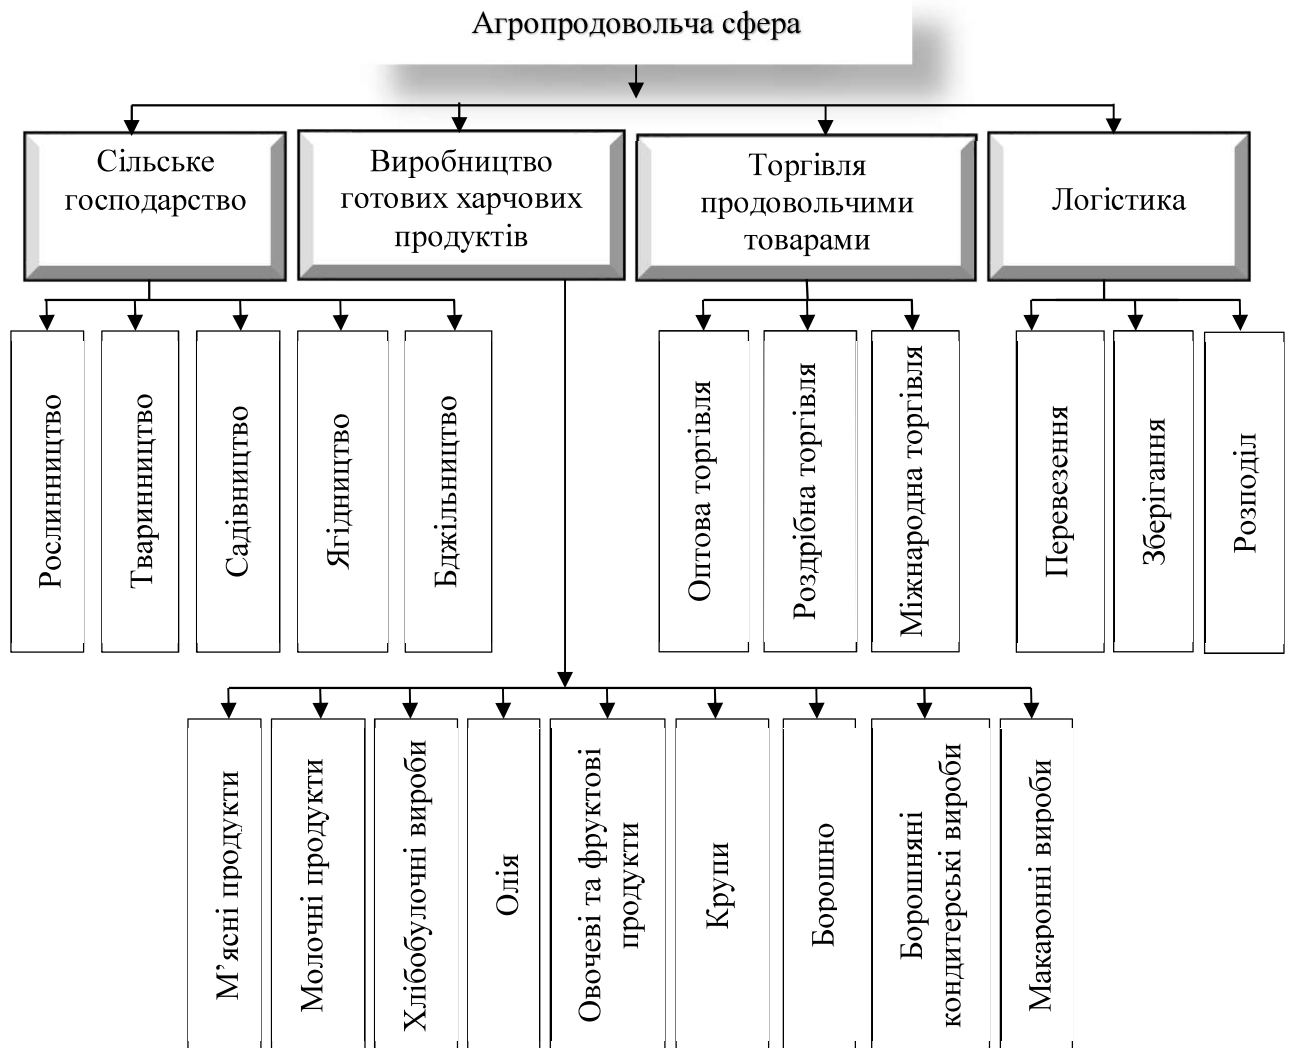 Агропродовольча сфера
Сільське
господарство
Виробництво
готових харчових
продуктів
Торгівля
продовольчими
товарами
Логістика
Рослинництво
Тваринництво
Садівництво
Ягідництво
Бджільництво
Оптова торгівля
Роздрібна торгівля
Міжнародна торгівля
Перевезення
Зберігання
Розподіл
М’ясні продукти
Молочні продукти
Хлібобулочні вироби
Олія
Овочеві та фруктові
продукти
Крупи
Борошно
Борошняні
кондитерські вироби
Макаронні вироби